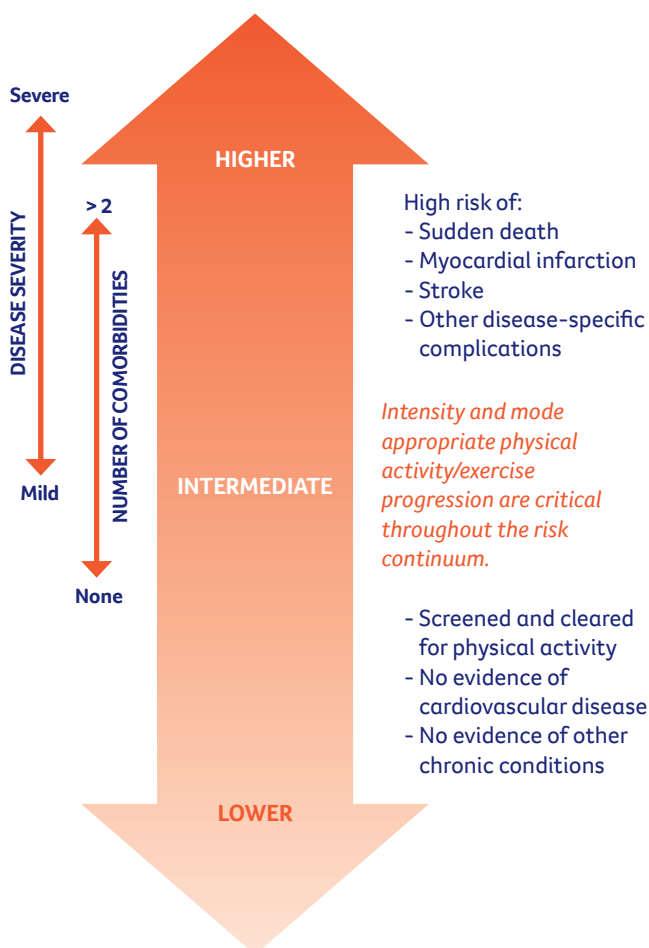 Severe
DISEASE SEVERITY
Mild
> 2
NUMBER OF COMORBIDITIES
None
HIGHER
INTERMEDIATE
LOWER
High risk of:
- Sudden death
- Myocardial infarction
- Stroke
- Other disease-specific
complications
Intensity and mode
appropriate physical
activity/exercise
progression are critical
throughout the risk
continuum.
- Screened and cleared
for physical activity
- No evidence of
cardiovascular disease
- No evidence of other
chronic conditions